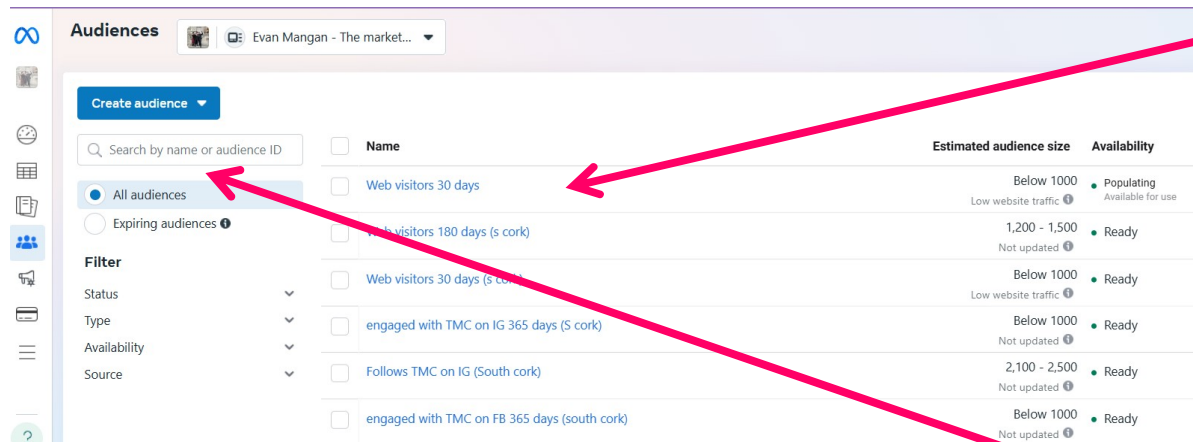 Audiences
Evan Mangan - The market...
Create audience
Search by name or audience ID
All audiences
Expiring audiences
Filter
Status
Type
Availability
Source
Name Estimated audience size Availability
Web visitors 30 days Below 1000 Populating
Low website traffic Available for use
Web visitors 180 days (s cork) 1,200 - 1,500 Ready
Not updated
Web visitors 30 days (s cork) Below 1000 Ready
Low website traffic
engaged with TMC on IG 365 days (S cork) Below 1000 Ready
Not updated
Follows TMC on IG (South cork) 2,100 - 2,500 Ready
Not updated
engaged with TMC on FB 365 days (south cork) Below 1000 Ready
Not updated